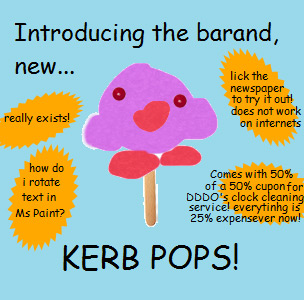 Introducing the barand,
new...
lick the
newspaper
to try it out!
does not work
on internets
really exists!
how do
i rotate
text in
Ms Paint?
Comes with 50%
of a 50% cupon for
DDDO's clock cleaning
service! everytinhg is
25% expensever now!
KERB POPS!